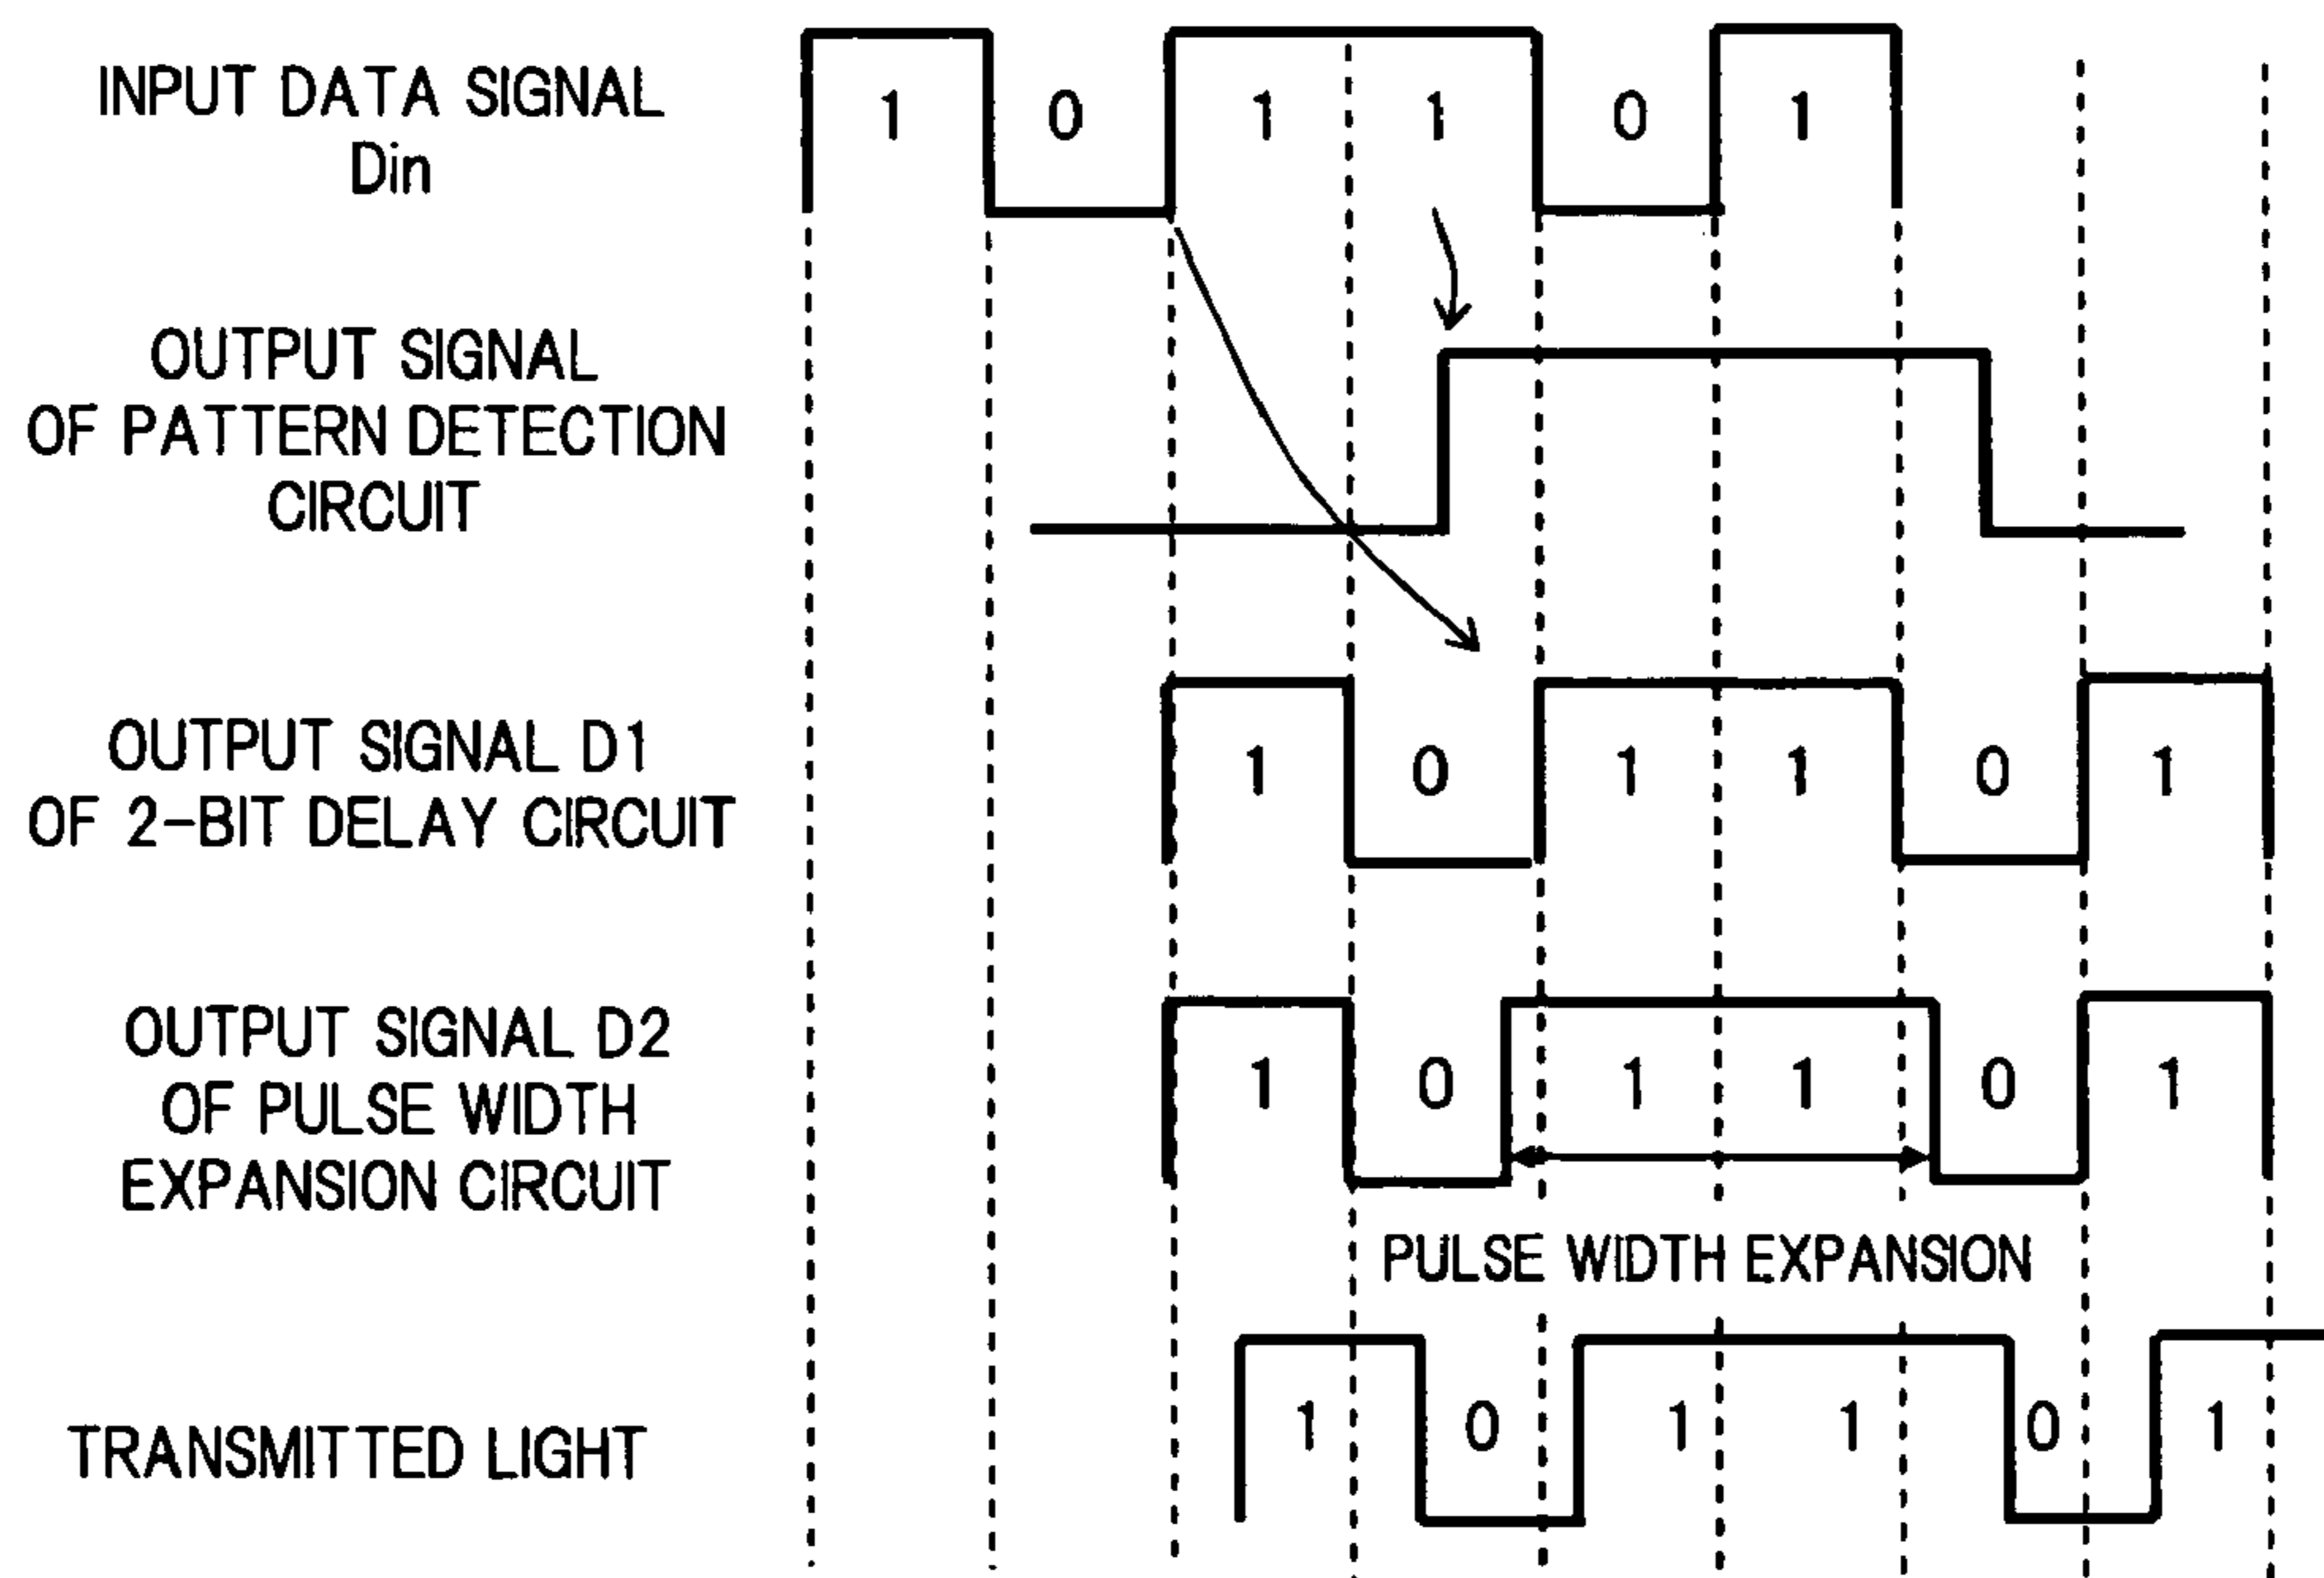 INPUT DATA SIGNAL
Din
1 0 1 1 0 1
OUTPUT SIGNAL
OF PATTERN DETECTION
CIRCUIT
OUTPUT SIGNAL D1
OF 2-BIT DELAY CIRCUIT
1 0 1 1 0 1
OUTPUT SIGNAL D2
OF PULSE WIDTH
EXPANSION CIRCUIT
1 0 1 1 0 1
PULSE WIDTH EXPANSION
TRANSMITTED LIGHT
1 0 1 1 0 1